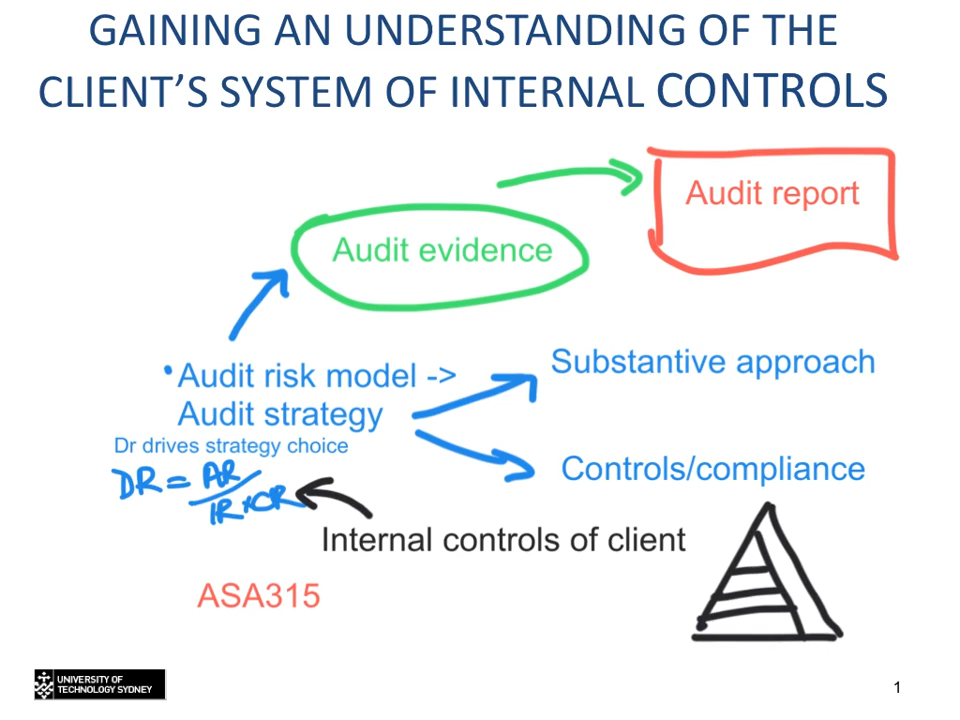 GAINING AN UNDERSTANDING OF THE
CLIENT’S SYSTEM OF INTERNAL CONTROLS
Audit report
Audit evidence
Substantive approach
•Audit risk model ->
Audit strategy
Dr drives strategy choice
Controls/compliance
DR = AR/IR*CR
Internal controls of client
ASA315
UNIVERSITY OF
TECHNOLOGY SYDNEY
1